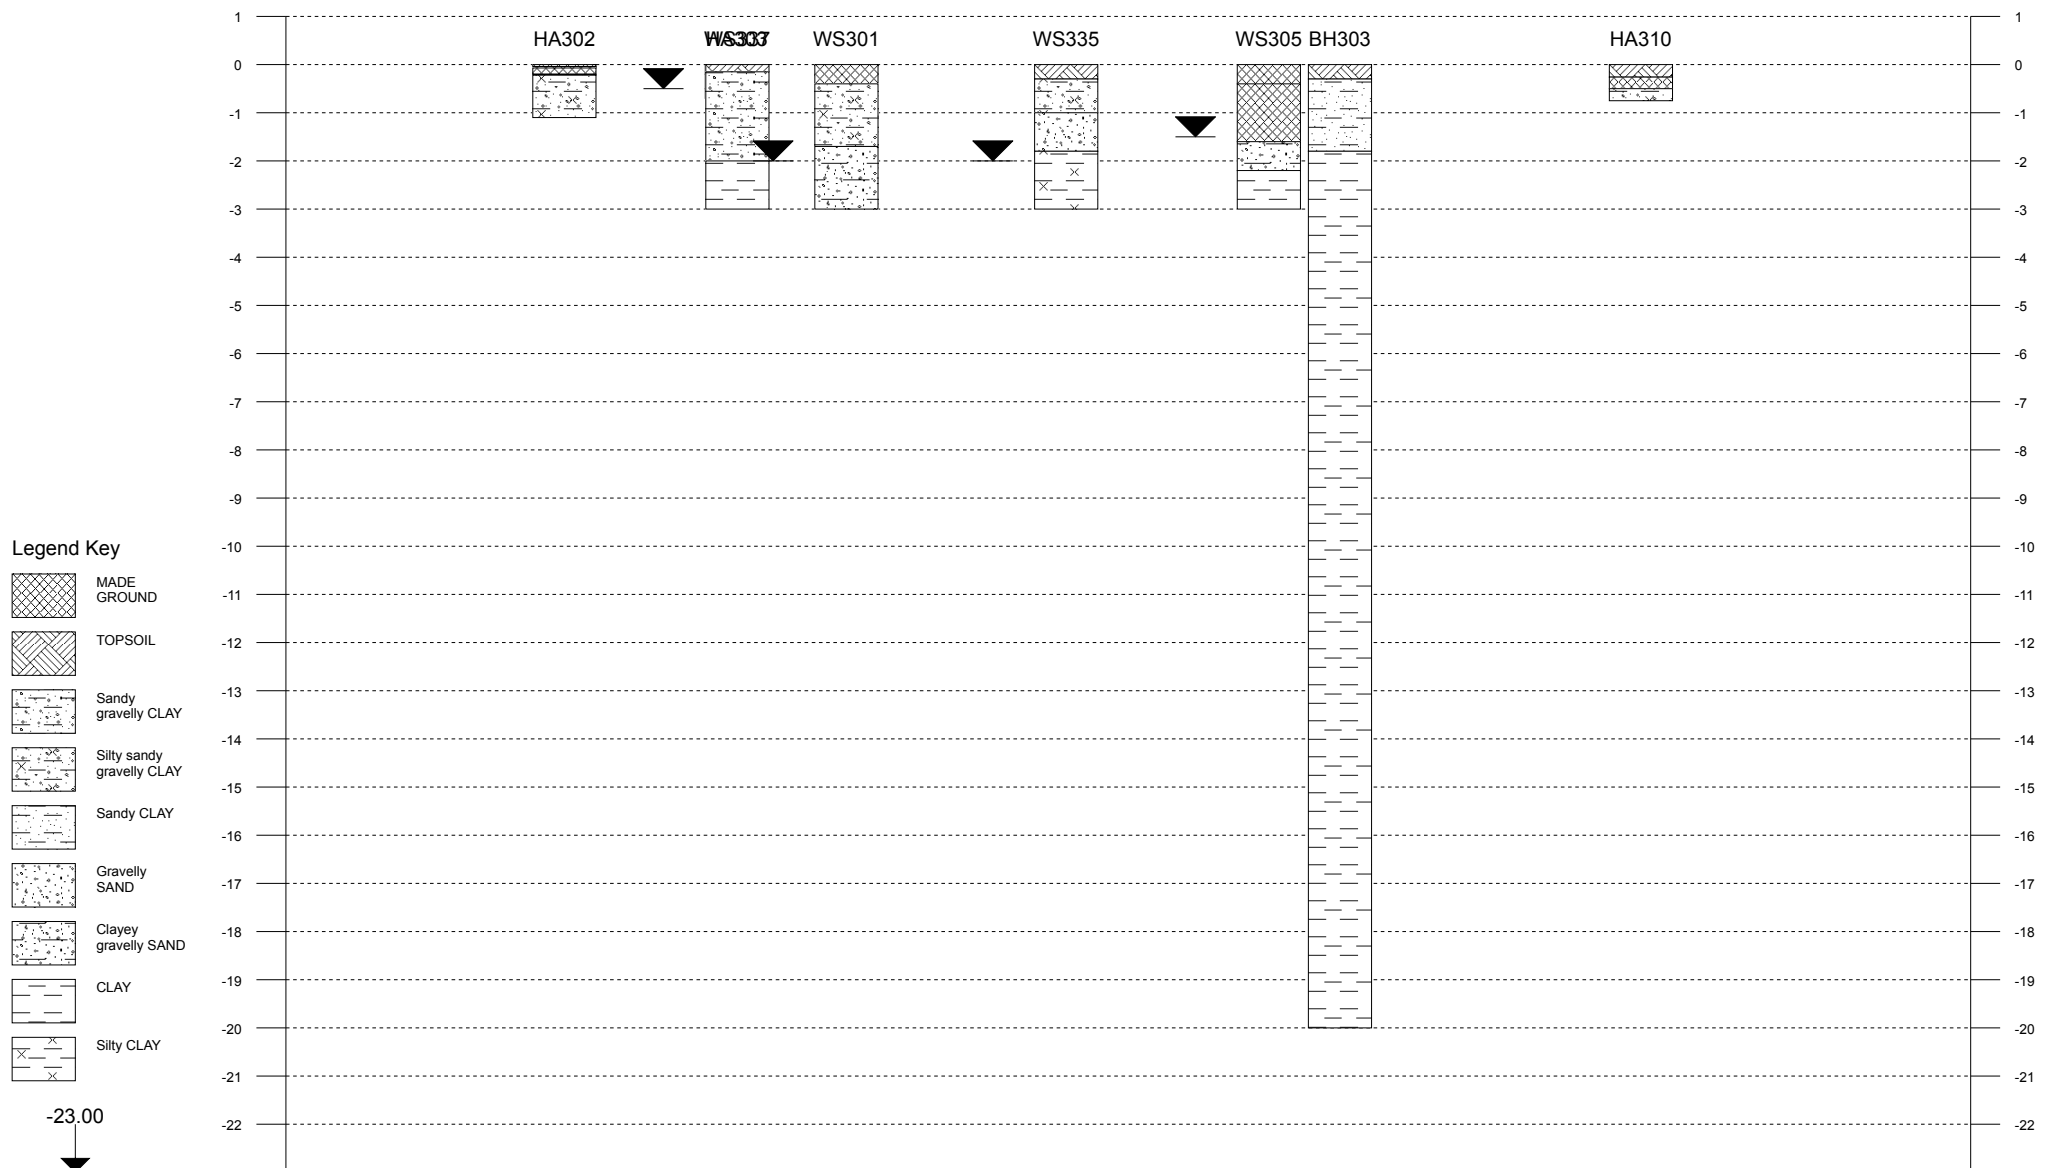 1 1
HA302 WS301 WS335 WS305 BH303 HA310
0 0
-1 -1
-2 -2
-3 -3
-4 -4
-5 -5
-6 -6
-7 -7
-8 -8
-9 -9
-10 -10
-11 -11
-12 -12
-13 -13
-14 -14
-15 -15
-16 -16
-17 -17
-18 -18
-19 -19
-20 -20
-21 -21
-22 -22
Legend Key
MADE
GROUND
TOPSOIL
Sandy
gravelly CLAY
Silty sandy
gravelly CLAY
Sandy CLAY
Gravelly
SAND
Clayey
gravelly SAND
CLAY
Silty CLAY
-23.00